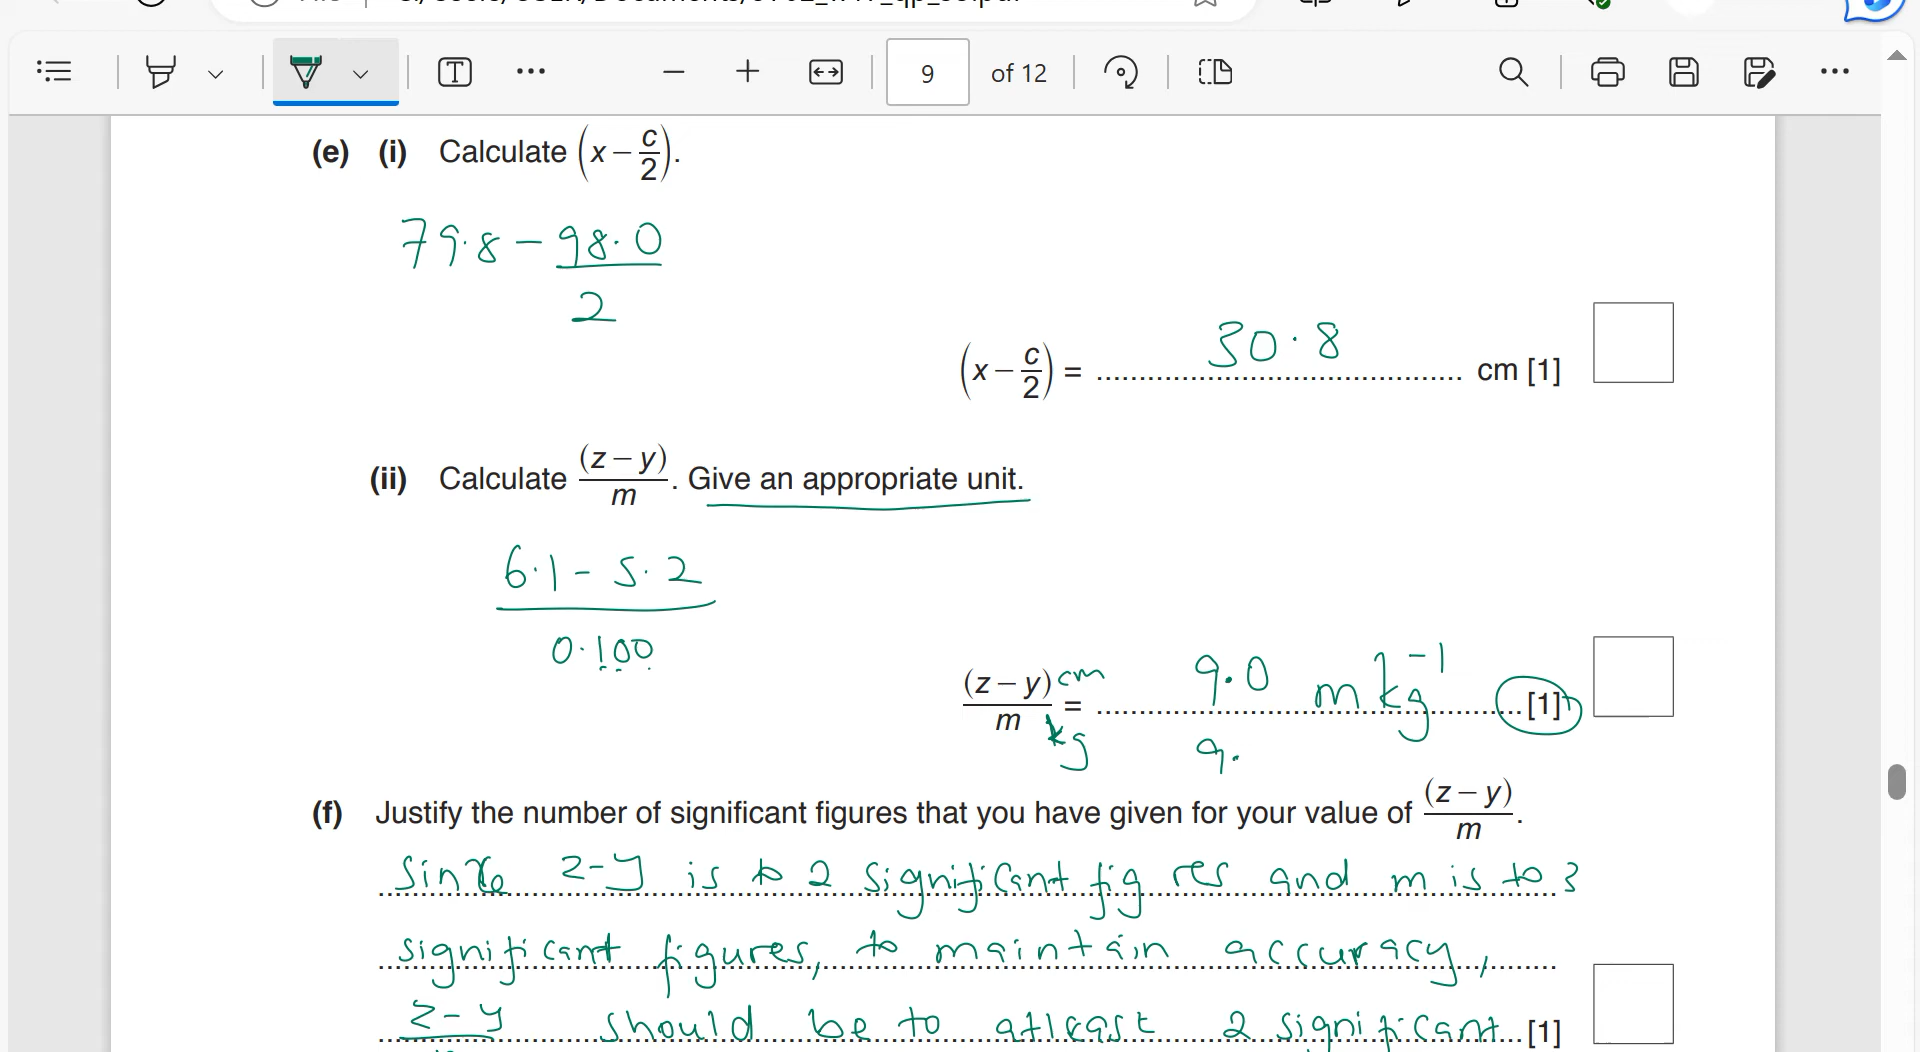 9 of 12
(e) (i) Calculate (x − c/2).
79.8 − 98.0
2
30.8
(x − c/2) = ........................................ cm [1]
(ii) Calculate (z − y)/m. Give an appropriate unit.
6.1 - 5.2
0.100
(z − y)/m cm kg = 9.0 m kg⁻¹ [1]
9.
(f) Justify the number of significant figures that you have given for your value of (z − y)/m.
z-y is to 2 significant fig res and m is to 3
significant figures, to maintain accuracy,
z-y should be to atleast 2 significant [1]